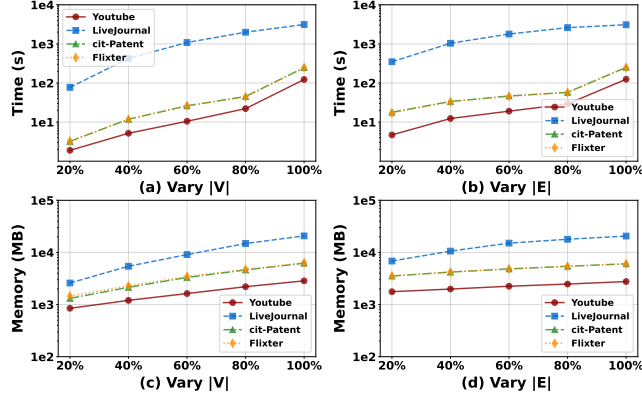 Time (s)
1e4
1e3
1e2
1e1
Youtube
LiveJournal
cit-Patent
Flixter
20% 40% 60% 80% 100%
(a) Vary |V|
Time (s)
1e4
1e3
1e2
1e1
Youtube
LiveJournal
cit-Patent
Flixter
20% 40% 60% 80% 100%
(b) Vary |E|
Memory (MB)
1e5
1e4
1e3
1e2
Youtube
LiveJournal
cit-Patent
Flixter
20% 40% 60% 80% 100%
(c) Vary |V|
Memory (MB)
1e5
1e4
1e3
1e2
Youtube
LiveJournal
cit-Patent
Flixter
20% 40% 60% 80% 100%
(d) Vary |E|